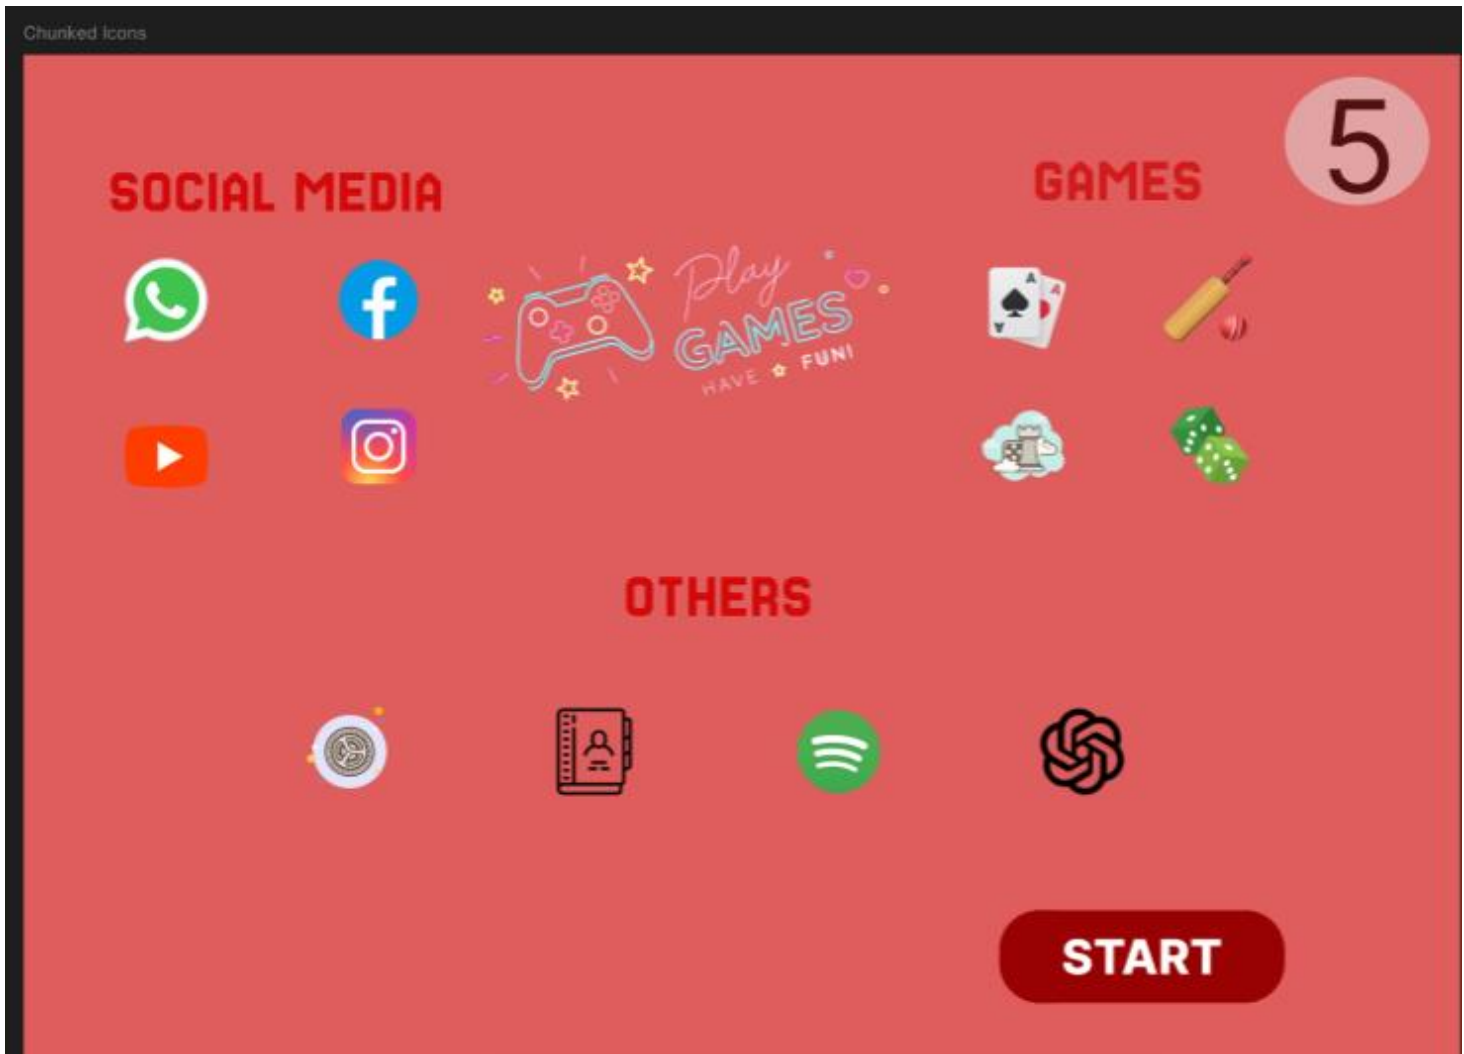 Chunked Icons
5
SOCIAL MEDIA
GAMES
Play
GAMES
HAVE FUN!
A
A
A
OTHERS
START